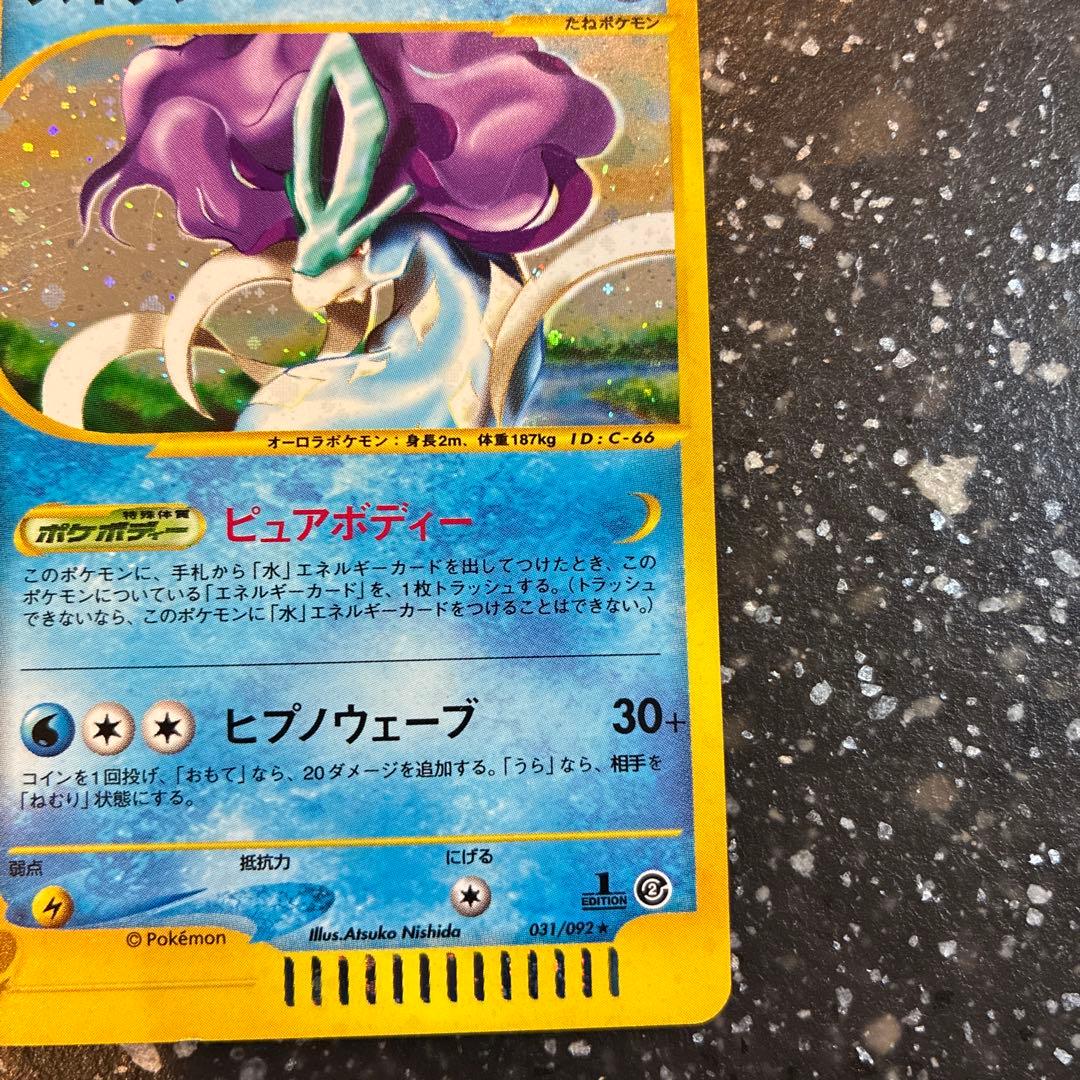 たねポケモン
オーロラポケモン：身長2m、体重187kg ID:C-66
特殊体質
ポケボディー ピュアボディー
このポケモンに、手札から「水」エネルギーカードを出してつけたとき、この
ポケモンについている「エネルギーカード」を、1枚トラッシュする。（トラッシュ
できないなら、このポケモンに「水」エネルギーカードをつけることはできない。）
ヒプノウェーブ 30+
コインを1回投げ、「おもて」なら、20ダメージを追加する。「うら」なら、相手を
「ねむり」状態にする。
弱点 抵抗力 にげる
1 EDITION 2
© Pokémon Illus.Atsuko Nishida 031/092★